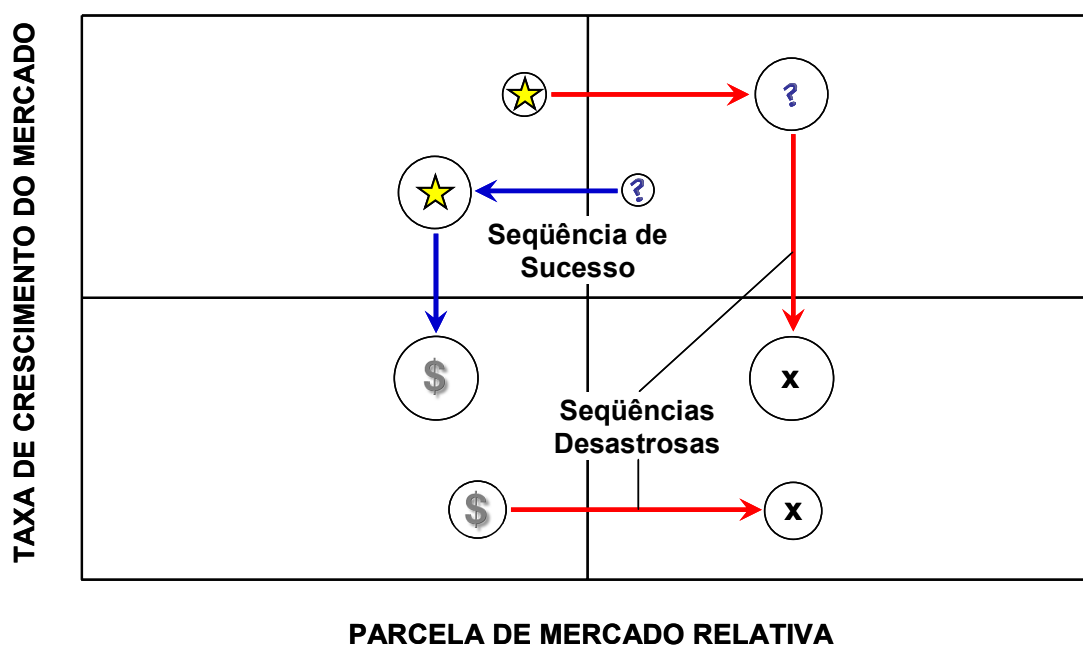 TAXA DE CRESCIMENTO DO MERCADO
?
?
Seqüência de
Sucesso
$
x
Seqüências
Desastrosas
$
x
PARCELA DE MERCADO RELATIVA